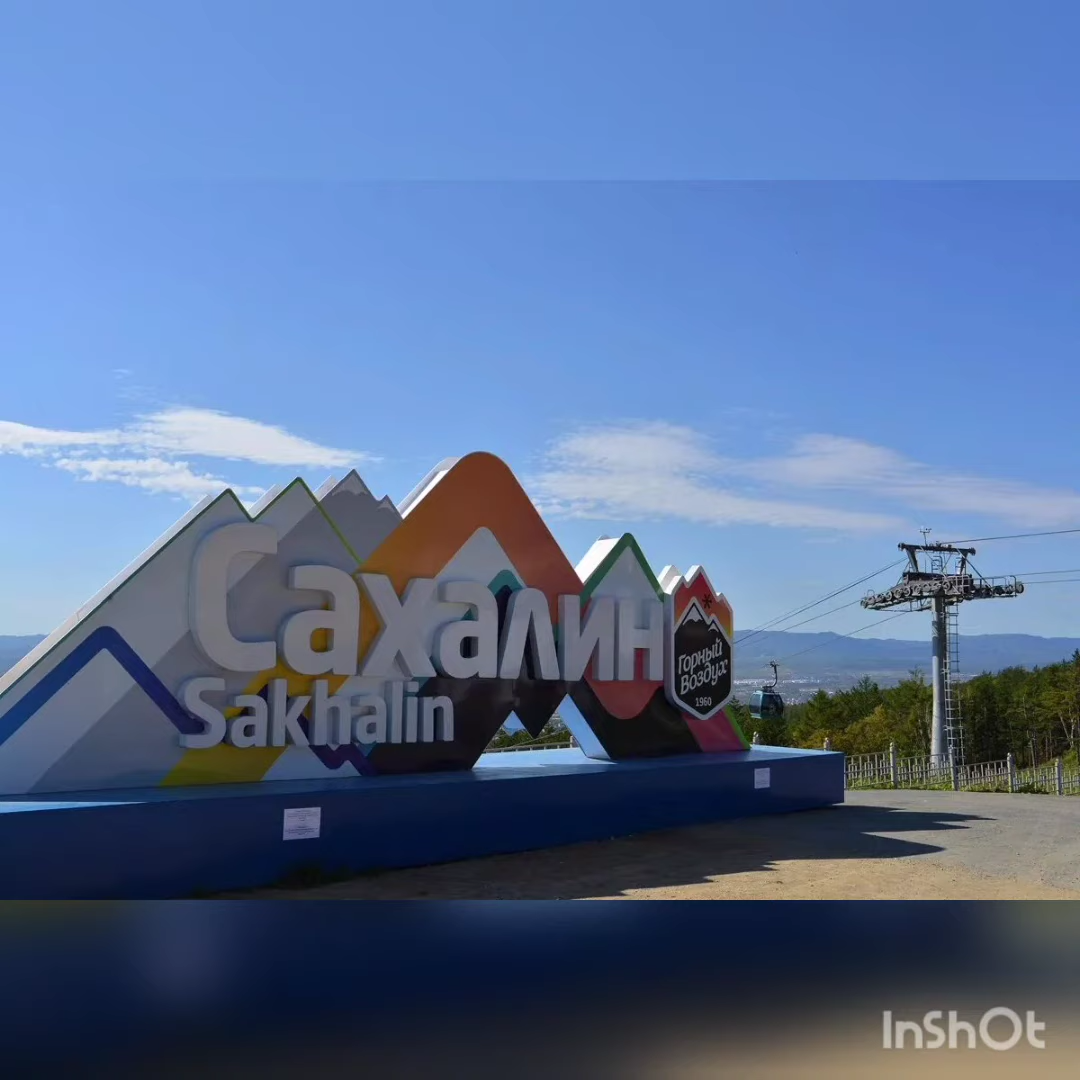 Сахалин
Sakhalin
Горный
Воздух
1960
InShOt